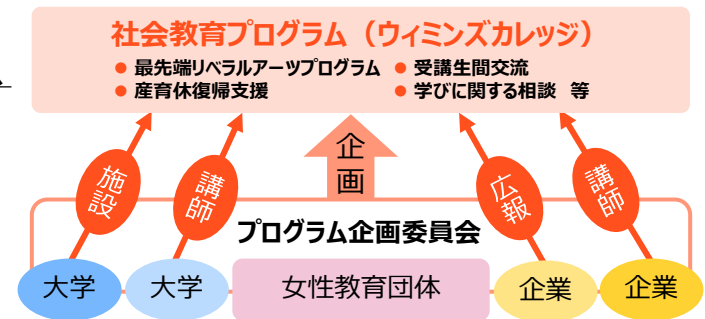 社会教育プログラム（ウィミンズカレッジ）
● 最先端リベラルアーツプログラム ● 受講生間交流
● 産育休復帰支援 ● 学びに関する相談 等
企画
施設
講師
広報
講師
プログラム企画委員会
大学
大学
女性教育団体
企業
企業